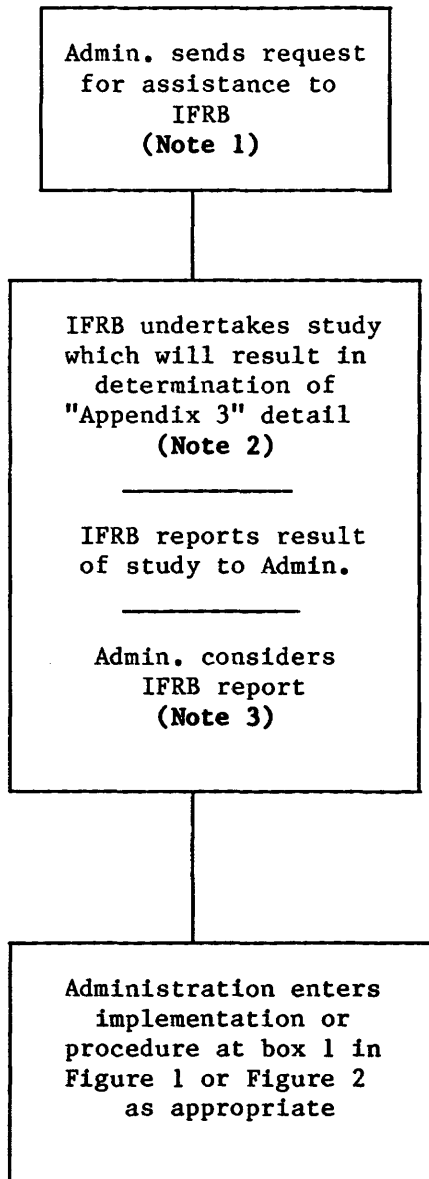 Admin. sends request
for assistance to
IFRB
(Note 1)
IFRB undertakes study
which will result in
determination of
"Appendix 3" detail
(Note 2)
IFRB reports result
of study to Admin.
Admin. considers
IFRB report
(Note 3)
Administration enters
implementation or
procedure at box 1 in
Figure 1 or Figure 2
as appropriate